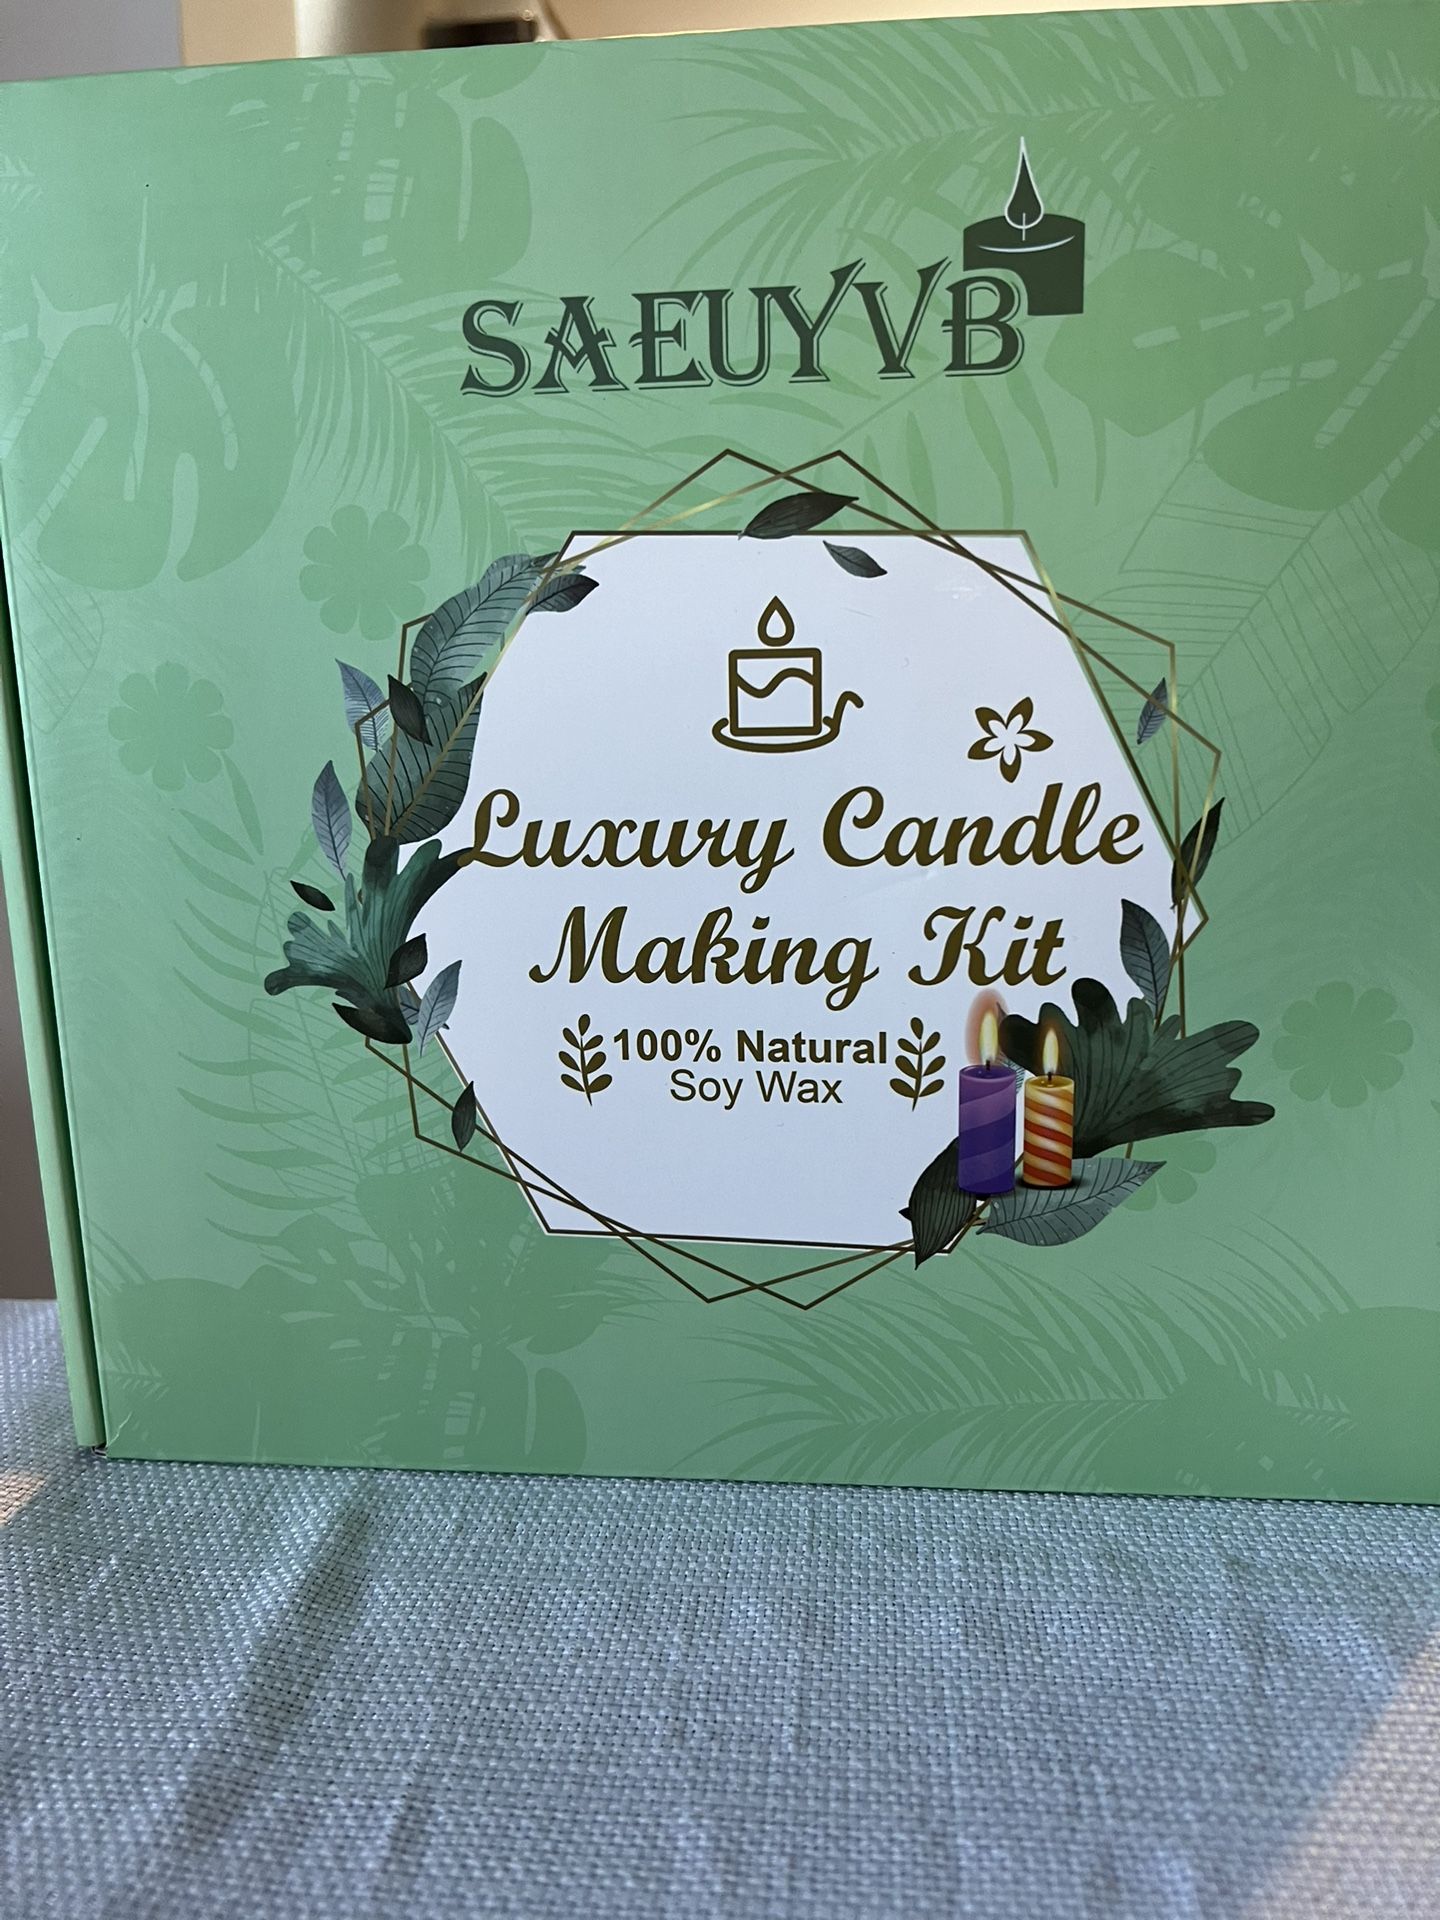 SAEUYVB
Luxury Candle
Making Kit
100% Natural
Soy Wax